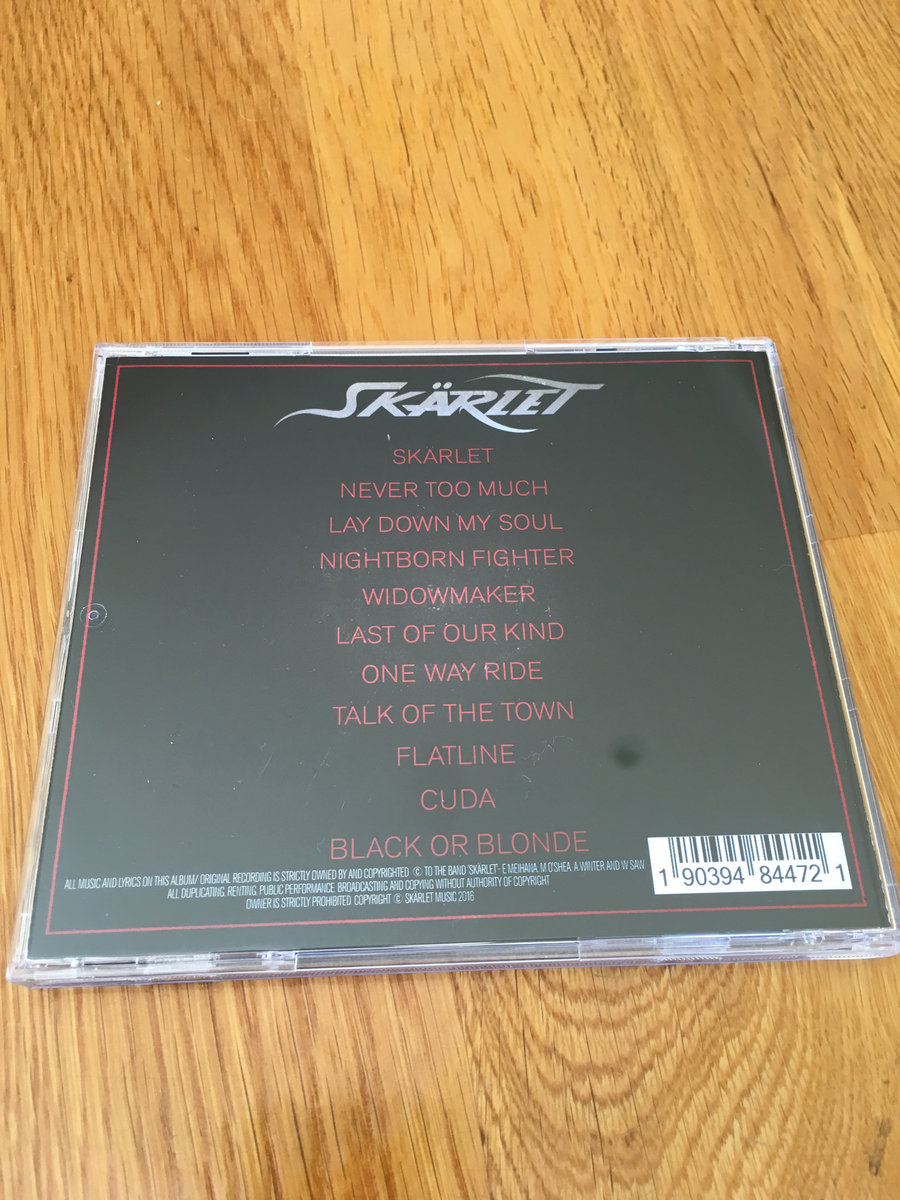 SKÄRLET
SKÄRLET
NEVER TOO MUCH
LAY DOWN MY SOUL
NIGHTBORN FIGHTER
WIDOWMAKER
LAST OF OUR KIND
ONE WAY RIDE
TALK OF THE TOWN
FLATLINE
CUDA
BLACK OR BLONDE
ALL MUSIC AND LYRICS ON THIS ALBUM/ ORIGINAL RECORDING IS STRICTLY OWNED BY AND COPYRIGHTED © TO THE BAND 'SKÄRLET'- E MEIHANA, M O'SHEA, A WINTER AND W SAW
ALL DUPLICATING, RENTING, PUBLIC PERFORMANCE, BROADCASTING AND COPYING WITHOUT AUTHORITY OF COPYRIGHT
OWNER IS STRICTLY PROHIBITED. COPYRIGHT © SKÄRLET MUSIC 2016
1 90394 84472 1